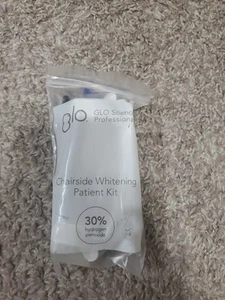 glo
GLO Science
Professional
Chairside Whitening
Patient Kit
30%
hydrogen
peroxide